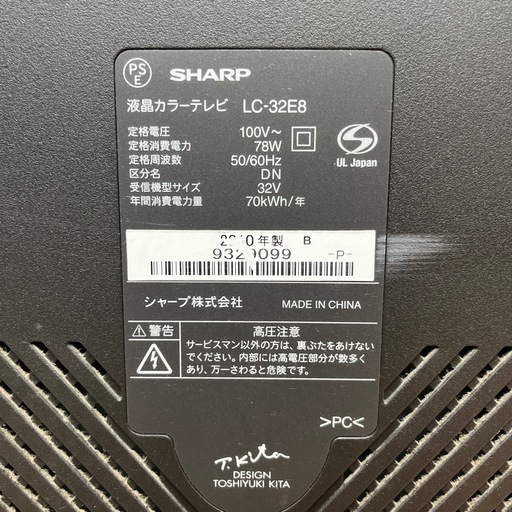 PS
E
SHARP
液晶カラーテレビ LC-32E8
定格電圧 100V～
定格消費電力 78W
定格周波数 50/60Hz
区分名 DN
受信機型サイズ 32V
年間消費電力量 70kWh/年
UL Japan
2010年製 B
-P-
シャープ株式会社 MADE IN CHINA
警告 高圧注意
サービスマン以外の方は、裏ぶたをあけない
でください。内部には高電圧部分が数多く
あり、万一さわると危険です。
>PC<
T. Kita
DESIGN
TOSHIYUKI KITA